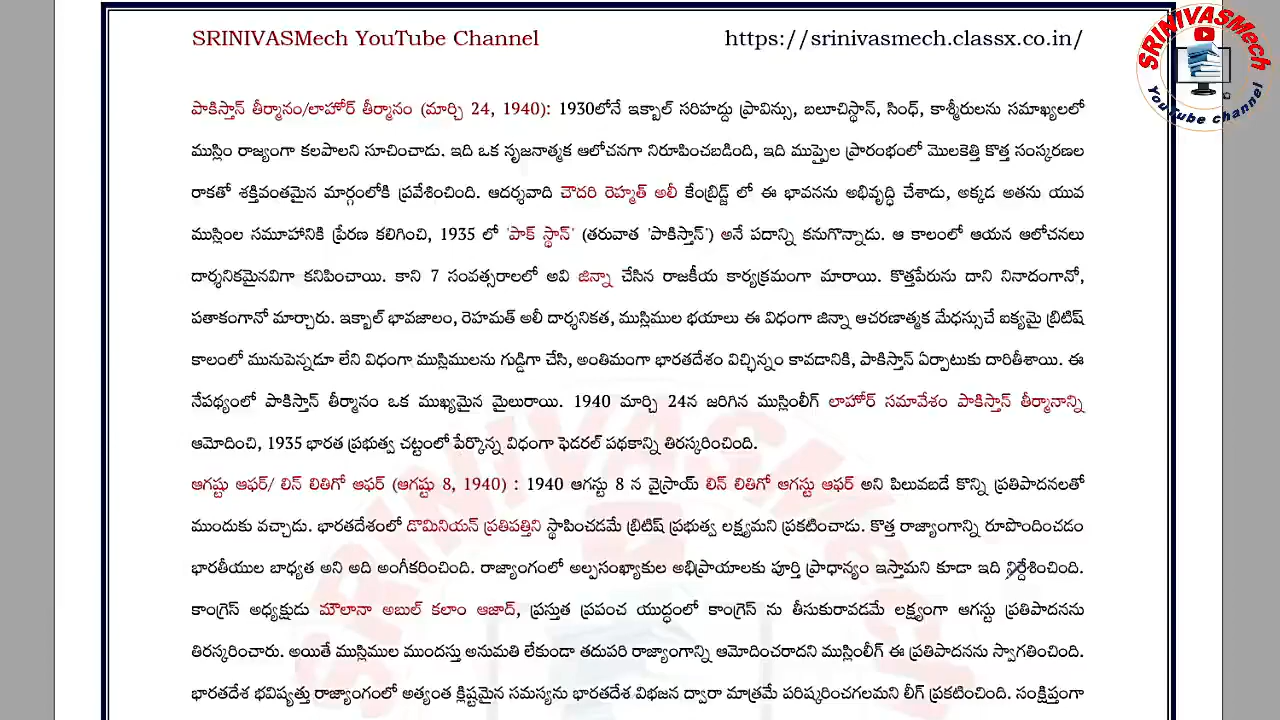 SRINIVASMech YouTube Channel https://srinivasmech.classx.co.in/
SRINIVASMech
YouTube channel
పాకిస్తాన్ తీర్మానం/లాహోర్ తీర్మానం (మార్చి 24, 1940): 1930లోనే ఇక్బాల్ సరిహద్దు ప్రావిన్సు, బలూచిస్థాన్, సింధ్, కాశ్మీరులను సమాఖ్యలలో
ముస్లిం రాజ్యంగా కలపాలని సూచించాడు. ఇది ఒక సృజనాత్మక ఆలోచనగా నిరూపించబడింది, ఇది ముప్పైల ప్రారంభంలో మొలకెత్తి కొత్త సంస్కరణల
రాకతో శక్తివంతమైన మార్గంలోకి ప్రవేశించింది. ఆదర్శవాది చౌదరి రెహ్మత్ అలీ కేంబ్రిడ్జ్ లో ఈ భావనను అభివృద్ధి చేశాడు, అక్కడ అతను యువ
ముస్లింల సమూహానికి ప్రేరణ కలిగించి, 1935 లో 'పాక్ స్థాన్' (తరువాత 'పాకిస్తాన్') అనే పదాన్ని కనుగొన్నాడు. ఆ కాలంలో ఆయన ఆలోచనలు
దార్శనికమైనవిగా కనిపించాయి. కాని 7 సంవత్సరాలలో అవి జిన్నా చేసిన రాజకీయ కార్యక్రమంగా మారాయి. కొత్తపేరును దాని నినాదంగానో,
పతాకంగానో మార్చారు. ఇక్బాల్ భావజాలం, రెహమత్ అలీ దార్శనికత, ముస్లిముల భయాలు ఈ విధంగా జిన్నా ఆచరణాత్మక మేధస్సుచే ఐక్యమై బ్రిటిష్
కాలంలో మునుపెన్నడూ లేని విధంగా ముస్లిములను గుడ్డిగా చేసి, అంతిమంగా భారతదేశం విచ్ఛిన్నం కావడానికి, పాకిస్తాన్ ఏర్పాటుకు దారితీశాయి. ఈ
నేపథ్యంలో పాకిస్తాన్ తీర్మానం ఒక ముఖ్యమైన మైలురాయి. 1940 మార్చి 24న జరిగిన ముస్లింలీగ్ లాహోర్ సమావేశం పాకిస్తాన్ తీర్మానాన్ని
ఆమోదించి, 1935 భారత ప్రభుత్వ చట్టంలో పేర్కొన్న విధంగా ఫెడరల్ పథకాన్ని తిరస్కరించింది.
ఆగష్టు ఆఫర్/ లిన్ లితిగో ఆఫర్ (ఆగష్టు 8, 1940) : 1940 ఆగస్టు 8 న వైస్రాయ్ లిన్ లితిగో ఆగస్టు ఆఫర్ అని పిలువబడే కొన్ని ప్రతిపాదనలతో
ముందుకు వచ్చాడు. భారతదేశంలో డొమినియన్ ప్రతిపత్తిని స్థాపించడమే బ్రిటిష్ ప్రభుత్వ లక్ష్యమని ప్రకటించాడు. కొత్త రాజ్యాంగాన్ని రూపొందించడం
భారతీయుల బాధ్యత అని అది అంగీకరించింది. రాజ్యాంగంలో అల్పసంఖ్యాకుల అభిప్రాయాలకు పూర్తి ప్రాధాన్యం ఇస్తామని కూడా ఇది నిర్దేశించింది.
కాంగ్రెస్ అధ్యక్షుడు మౌలానా అబుల్ కలాం ఆజాద్, ప్రస్తుత ప్రపంచ యుద్ధంలో కాంగ్రెస్ ను తీసుకురావడమే లక్ష్యంగా ఆగస్టు ప్రతిపాదనను
తిరస్కరించారు. అయితే ముస్లిముల ముందస్తు అనుమతి లేకుండా తదుపరి రాజ్యాంగాన్ని ఆమోదించరాదని ముస్లింలీగ్ ఈ ప్రతిపాదనను స్వాగతించింది.
భారతదేశ భవిష్యత్తు రాజ్యాంగంలో అత్యంత క్లిష్టమైన సమస్యను భారతదేశ విభజన ద్వారా మాత్రమే పరిష్కరించగలమని లీగ్ ప్రకటించింది. సంక్షిప్తంగా